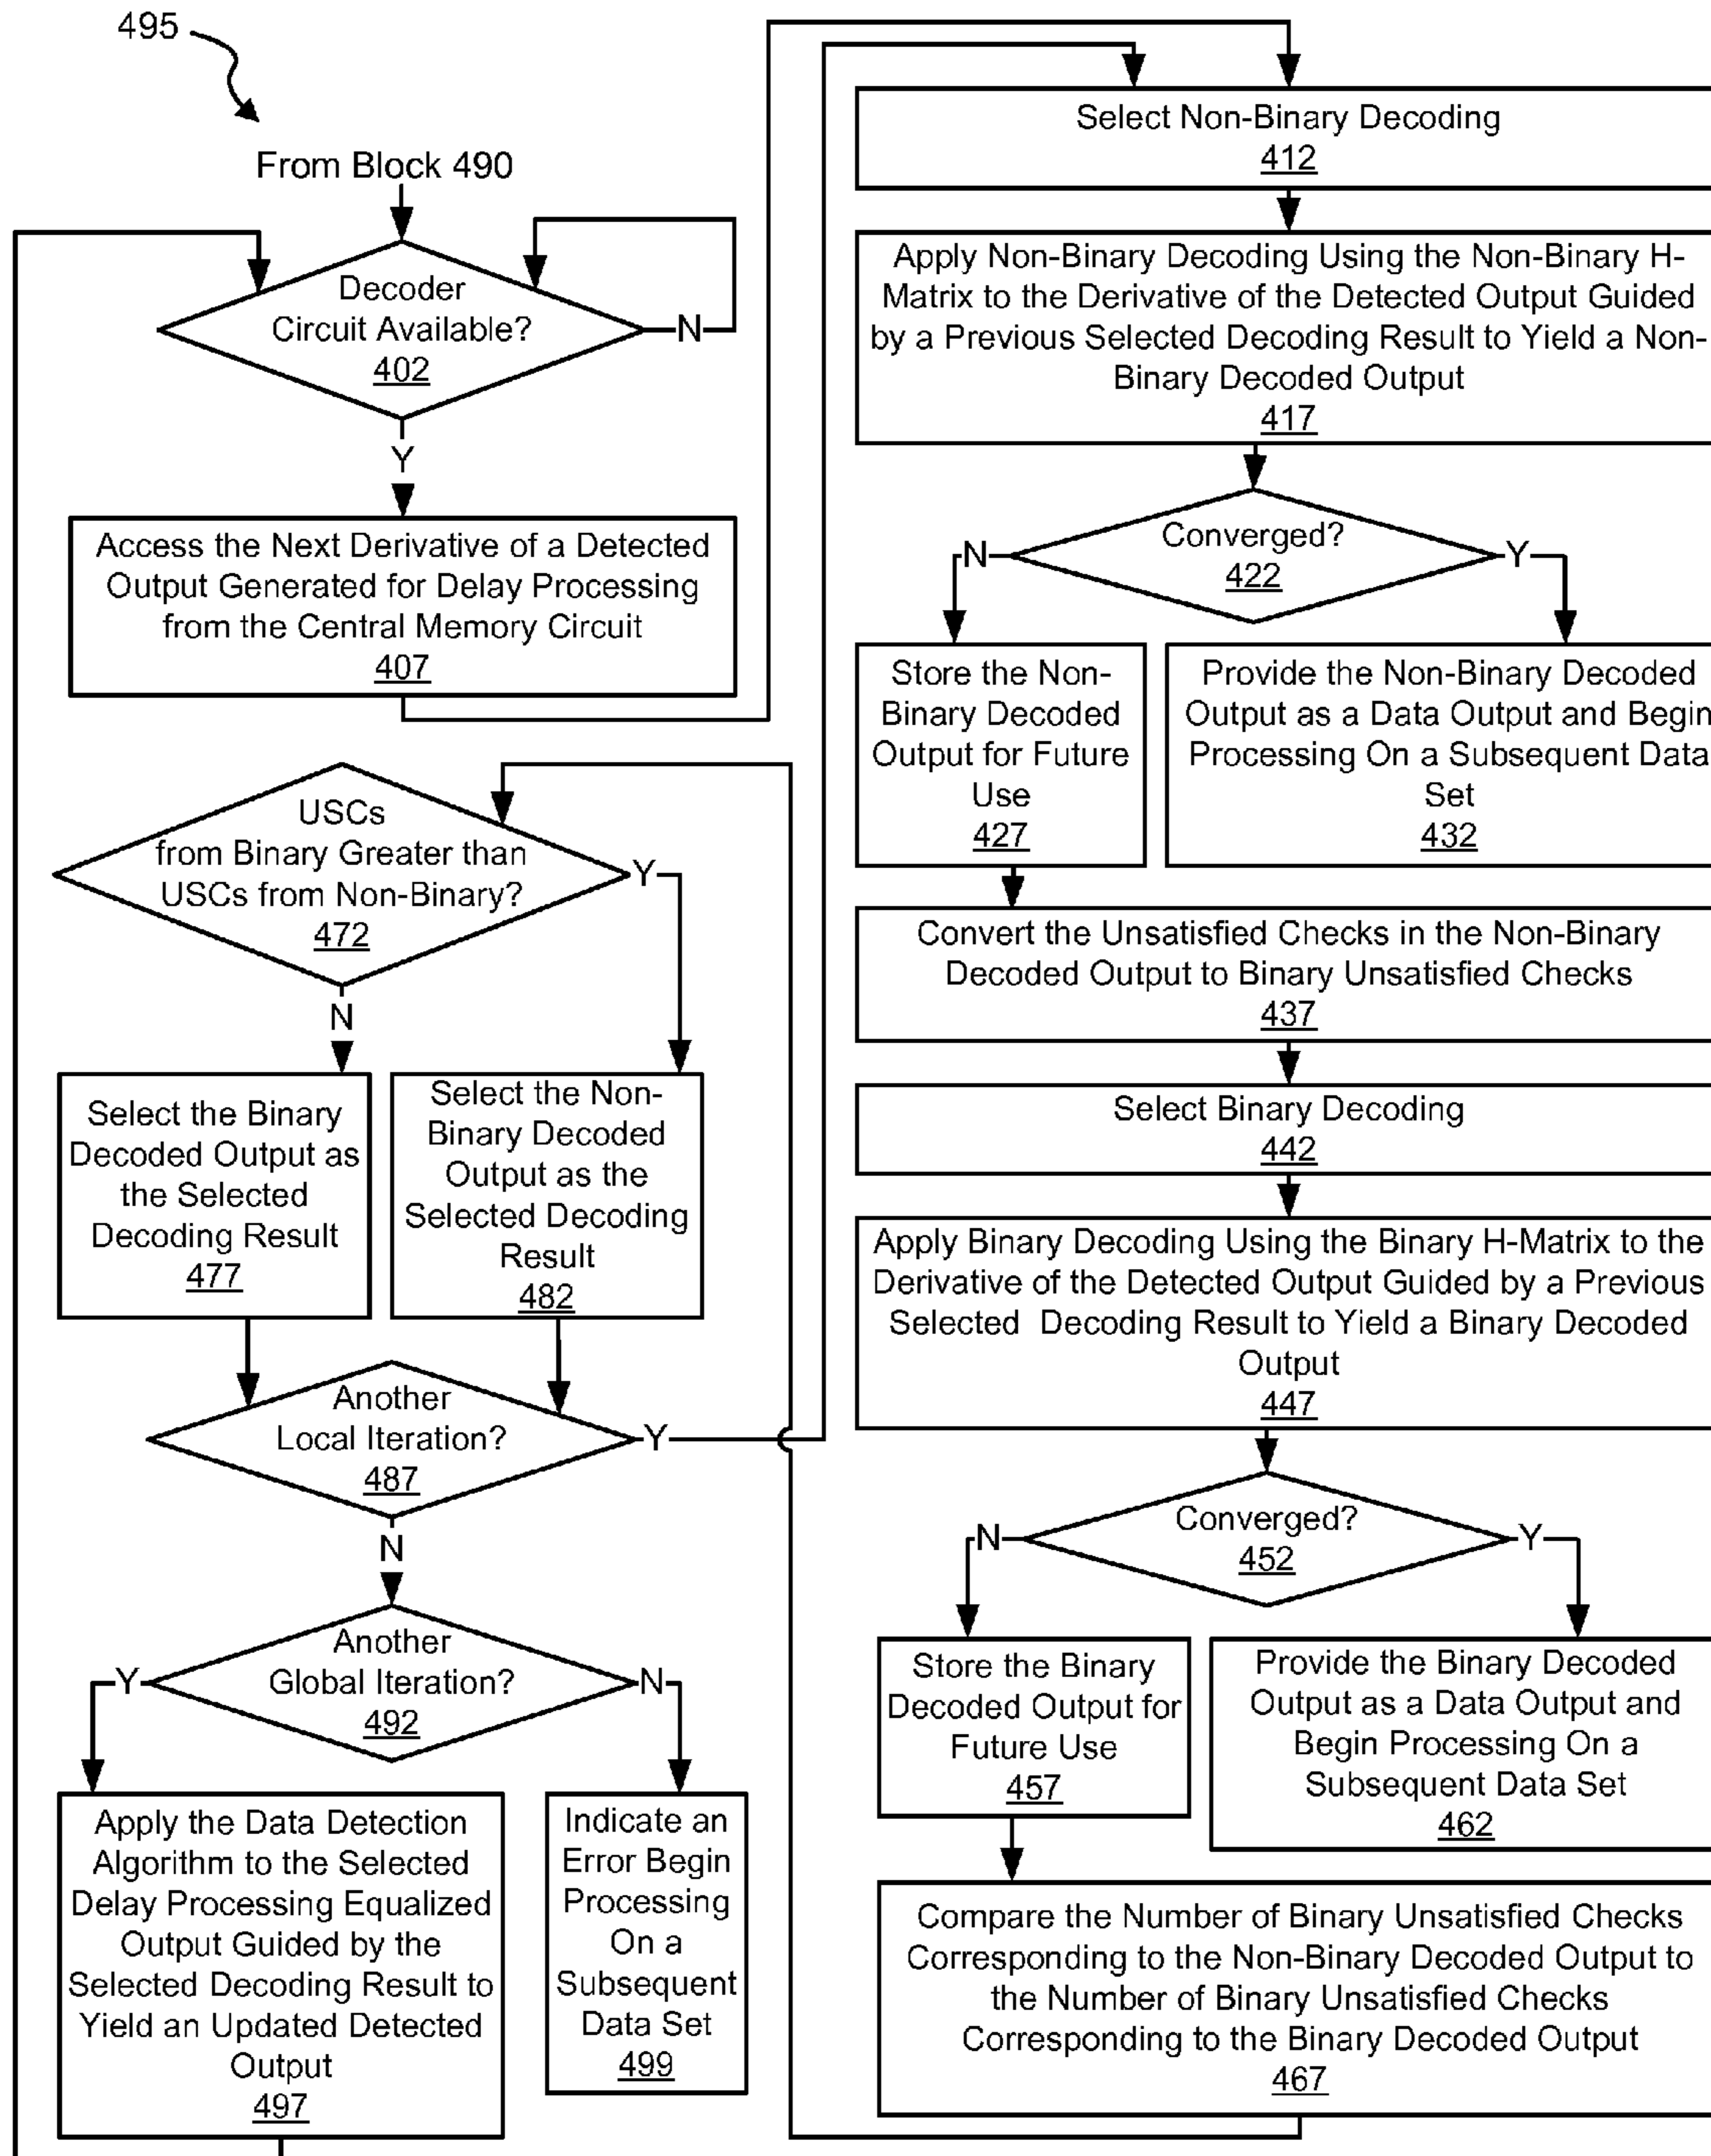 495
From Block 490
Decoder
Circuit Available?
402
N
Y
Access the Next Derivative of a Detected
Output Generated for Delay Processing
from the Central Memory Circuit
407
Select Non-Binary Decoding
412
Apply Non-Binary Decoding Using the Non-Binary H-
Matrix to the Derivative of the Detected Output Guided
by a Previous Selected Decoding Result to Yield a Non-
Binary Decoded Output
417
Converged?
422
N
Y
Store the Non-
Binary Decoded
Output for Future
Use
427
Provide the Non-Binary Decoded
Output as a Data Output and Begin
Processing On a Subsequent Data
Set
432
Convert the Unsatisfied Checks in the Non-Binary
Decoded Output to Binary Unsatisfied Checks
437
Select Binary Decoding
442
Apply Binary Decoding Using the Binary H-Matrix to the
Derivative of the Detected Output Guided by a Previous
Selected Decoding Result to Yield a Binary Decoded
Output
447
Converged?
452
N
Y
Store the Binary
Decoded Output for
Future Use
457
Provide the Binary Decoded
Output as a Data Output and
Begin Processing On a
Subsequent Data Set
462
Compare the Number of Binary Unsatisfied Checks
Corresponding to the Non-Binary Decoded Output to
the Number of Binary Unsatisfied Checks
Corresponding to the Binary Decoded Output
467
USCs
from Binary Greater than
USCs from Non-Binary?
472
Y
N
Select the Binary
Decoded Output as
the Selected
Decoding Result
477
Select the Non-
Binary Decoded
Output as the
Selected Decoding
Result
482
Another
Local Iteration?
487
Y
N
Another
Global Iteration?
492
Y
N
Apply the Data Detection
Algorithm to the Selected
Delay Processing Equalized
Output Guided by the
Selected Decoding Result to
Yield an Updated Detected
Output
497
Indicate an
Error Begin
Processing
On a
Subsequent
Data Set
499